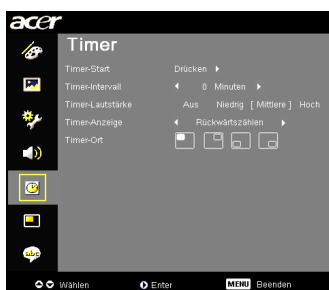 acer
Timer
Timer-Start Drücken
Timer-Intervall 0 Minuten
Timer-Lautstärke Aus Niedrig [ Mittlere ] Hoch
Timer-Anzeige Rückwärtszählen
Timer-Ort
abc
Wählen Enter MENU Beenden